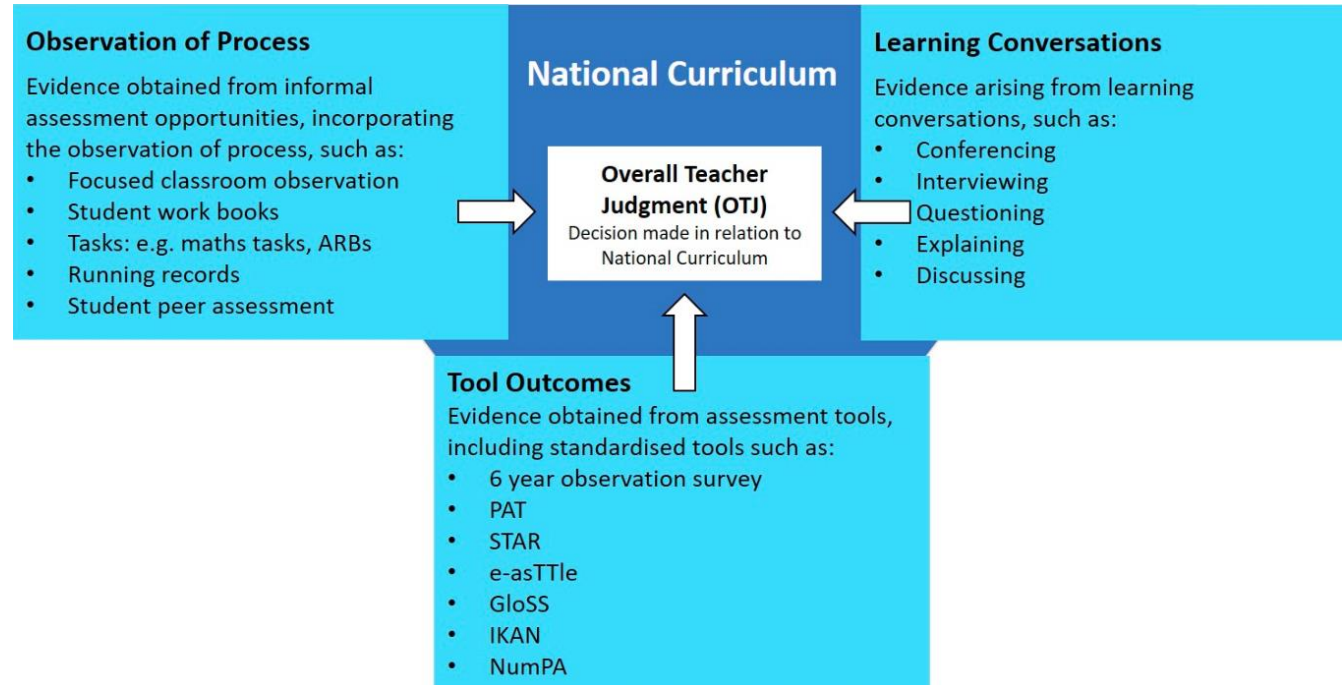 Observation of Process
Evidence obtained from informal
assessment opportunities, incorporating
the observation of process, such as:
• Focused classroom observation
• Student work books
• Tasks: e.g. maths tasks, ARBs
• Running records
• Student peer assessment
National Curriculum
Overall Teacher
Judgment (OTJ)
Decision made in relation to
National Curriculum
Learning Conversations
Evidence arising from learning
conversations, such as:
• Conferencing
• Interviewing
• Questioning
• Explaining
• Discussing
Tool Outcomes
Evidence obtained from assessment tools,
including standardised tools such as:
• 6 year observation survey
• PAT
• STAR
• e-asTTle
• GloSS
• IKAN
• NumPA